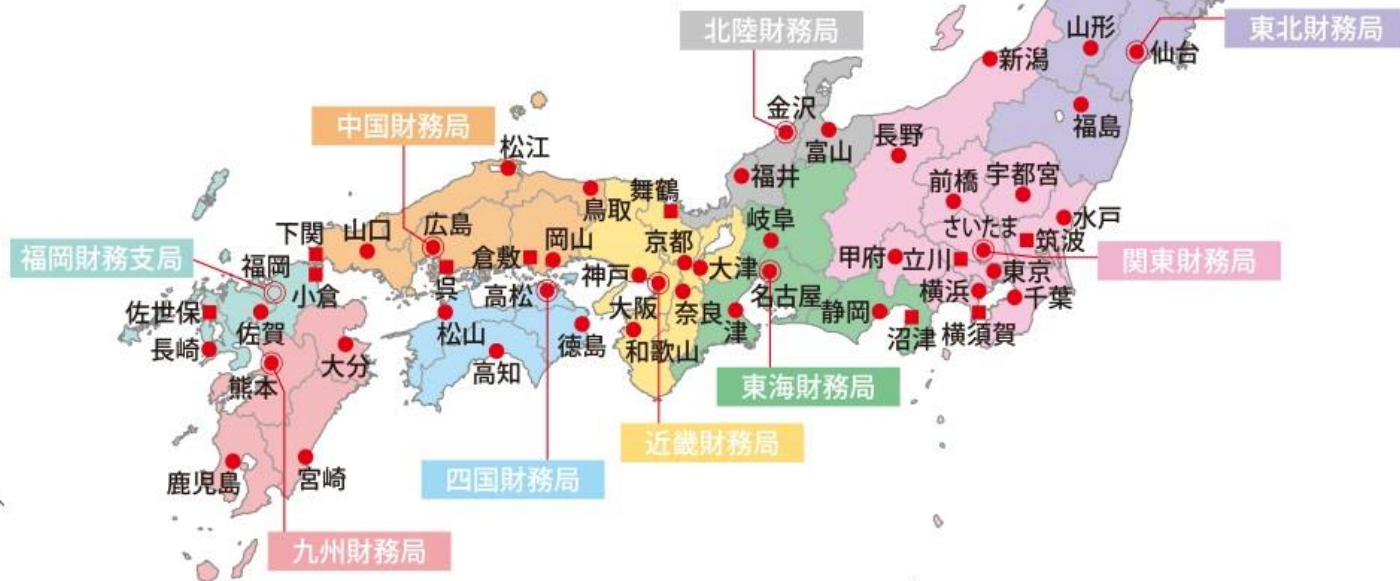 北陸財務局
東北財務局
山形
仙台
新潟
福島
金沢
富山
長野
中国財務局
松江
福井
前橋
宇都宮
舞鶴
鳥取
岐阜
水戸
さいたま
筑波
下関
山口
広島
倉敷
岡山
京都
大津
甲府
立川
東京
関東財務局
福岡財務支局
福岡
小倉
呉
高松
神戸
大阪
奈良
津
名古屋
静岡
沼津
横浜
横須賀
千葉
佐世保
佐賀
長崎
大分
熊本
松山
高知
徳島
和歌山
東海財務局
近畿財務局
四国財務局
鹿児島
宮崎
九州財務局